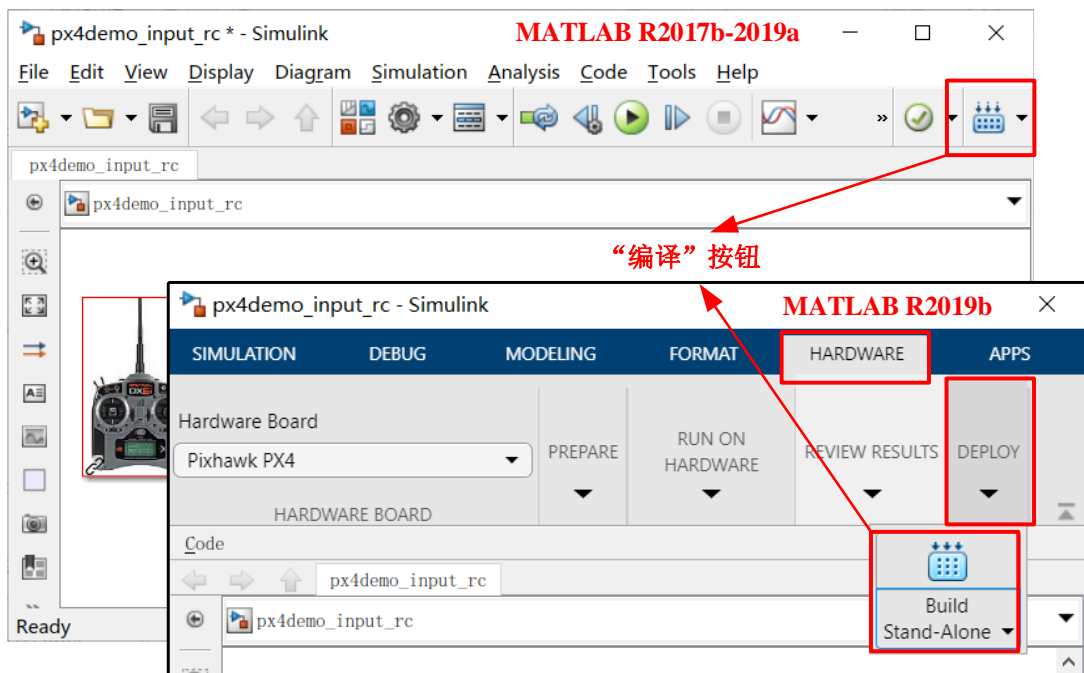 px4demo_input_rc * - Simulink
MATLAB R2017b-2019a
File Edit View Display Diagram Simulation Analysis Code Tools Help
»
px4demo_input_rc
px4demo_input_rc
“编译”按钮
px4demo_input_rc - Simulink
MATLAB R2019b
SIMULATION DEBUG MODELING FORMAT HARDWARE APPS
Hardware Board
Pixhawk PX4
PREPARE
RUN ON
HARDWARE
REVIEW RESULTS
DEPLOY
HARDWARE BOARD
Code
px4demo_input_rc
px4demo_input_rc
Build
Stand-Alone
Ready